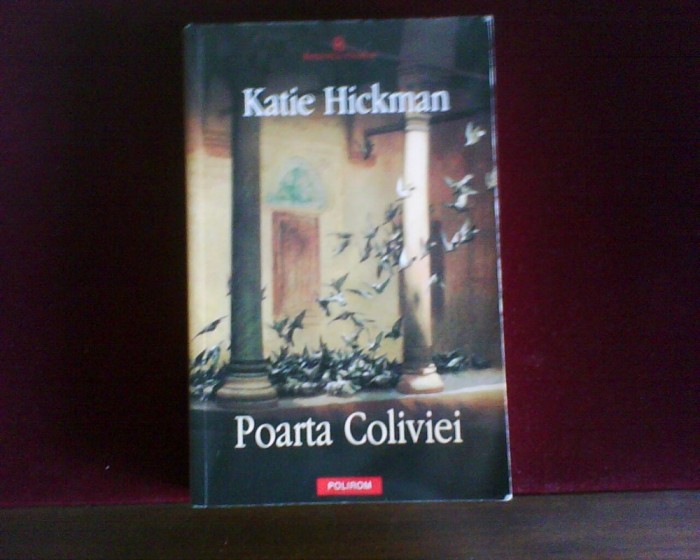 Katie Hickman
Poarta Coliviei
POLIROM